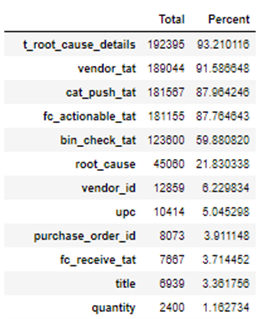 Total Percent
t_root_cause_details 192395 93.210116
vendor_tat 189044 91.586648
cat_push_tat 181567 87.964246
fc_actionable_tat 181155 87.764643
bin_check_tat 123600 59.880820
root_cause 45060 21.830338
vendor_id 12859 6.229834
upc 10414 5.045298
purchase_order_id 8073 3.911148
fc_receive_tat 7667 3.714452
title 6939 3.361756
quantity 2400 1.162734